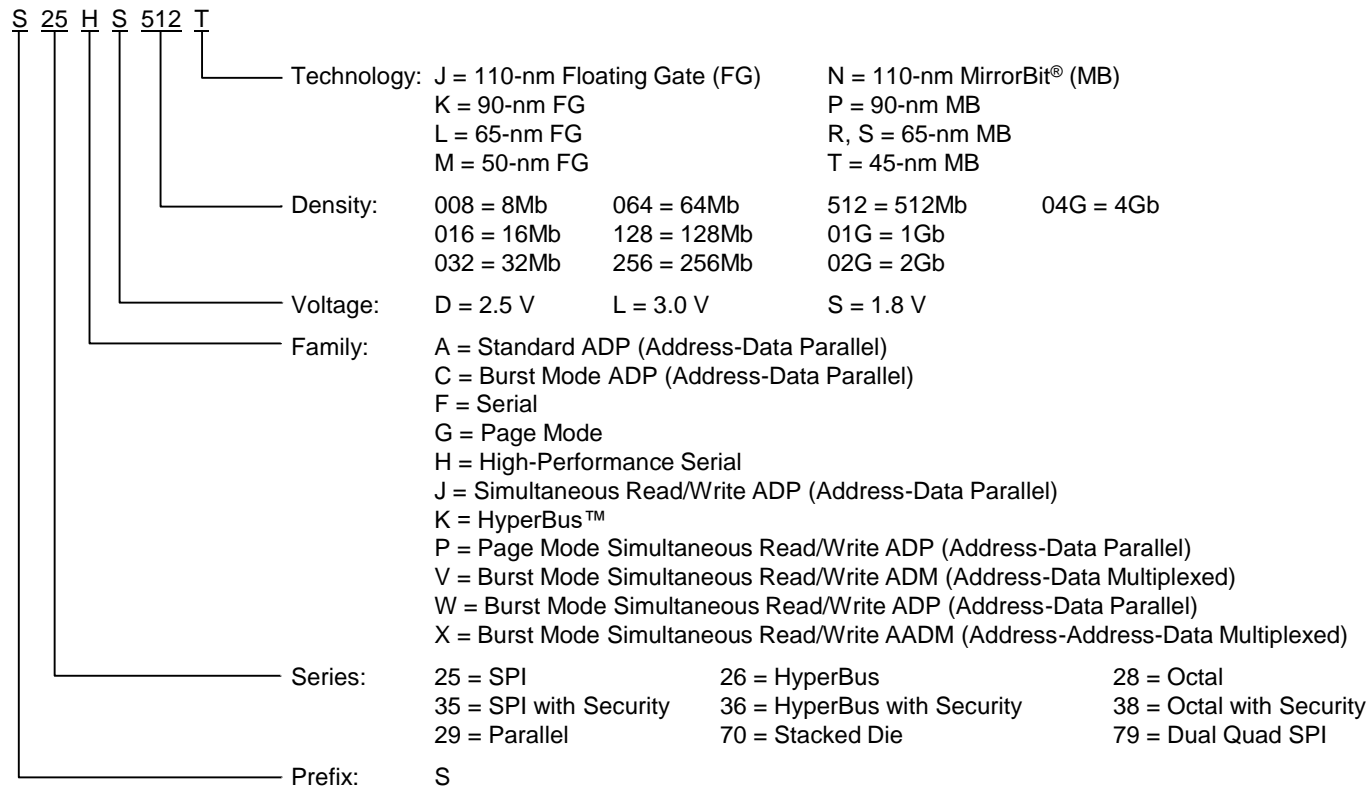 S 25 H S 512 T
Technology: J = 110-nm Floating Gate (FG) N = 110-nm MirrorBit® (MB)
K = 90-nm FG P = 90-nm MB
L = 65-nm FG R, S = 65-nm MB
M = 50-nm FG T = 45-nm MB
Density: 008 = 8Mb 064 = 64Mb 512 = 512Mb 04G = 4Gb
016 = 16Mb 128 = 128Mb 01G = 1Gb
032 = 32Mb 256 = 256Mb 02G = 2Gb
Voltage: D = 2.5 V L = 3.0 V S = 1.8 V
Family: A = Standard ADP (Address-Data Parallel)
C = Burst Mode ADP (Address-Data Parallel)
F = Serial
G = Page Mode
H = High-Performance Serial
J = Simultaneous Read/Write ADP (Address-Data Parallel)
K = HyperBus™
P = Page Mode Simultaneous Read/Write ADP (Address-Data Parallel)
V = Burst Mode Simultaneous Read/Write ADM (Address-Data Multiplexed)
W = Burst Mode Simultaneous Read/Write ADP (Address-Data Parallel)
X = Burst Mode Simultaneous Read/Write AADM (Address-Address-Data Multiplexed)
Series: 25 = SPI 26 = HyperBus 28 = Octal
35 = SPI with Security 36 = HyperBus with Security 38 = Octal with Security
29 = Parallel 70 = Stacked Die 79 = Dual Quad SPI
Prefix: S